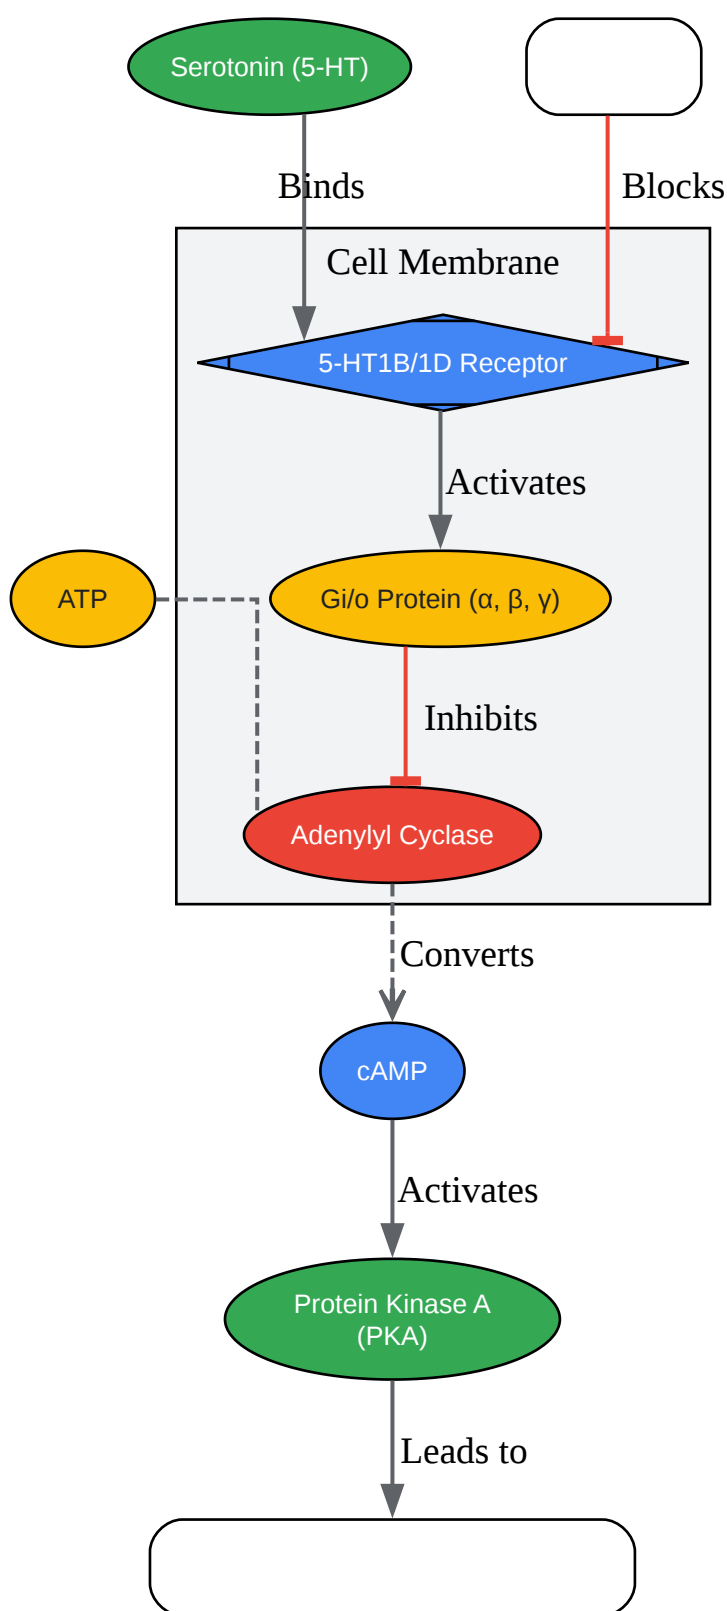 Serotonin (5-HT)
Binds
Blocks
Cell Membrane
5-HT1B/1D Receptor
Activates
ATP
Gi/o Protein (α, β, γ)
Inhibits
Adenylyl Cyclase
Converts
cAMP
Activates
Protein Kinase A
(PKA)
Leads to